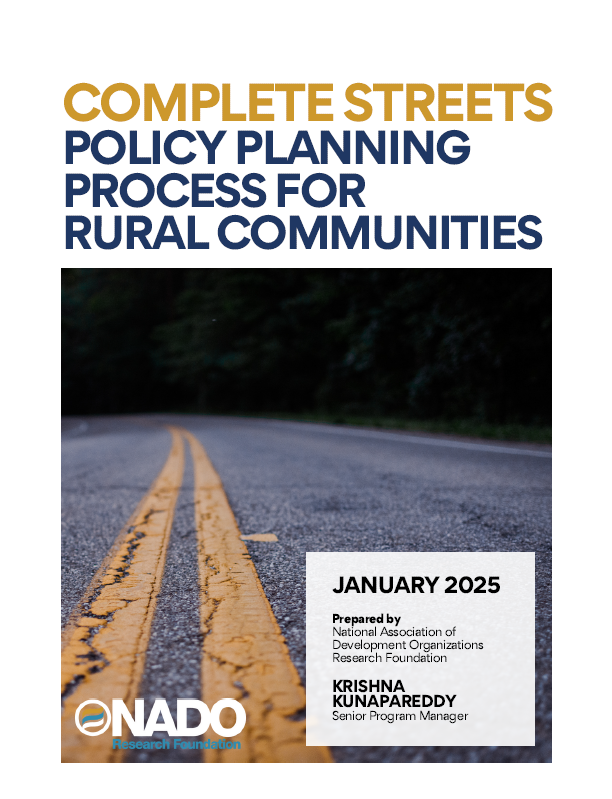 COMPLETE STREETS
POLICY PLANNING
PROCESS FOR
RURAL COMMUNITIES
JANUARY 2025
Prepared by
National Association of
Development Organizations
Research Foundation
KRISHNA
KUNAPAREDDY
Senior Program Manager
NADO
Research Foundation